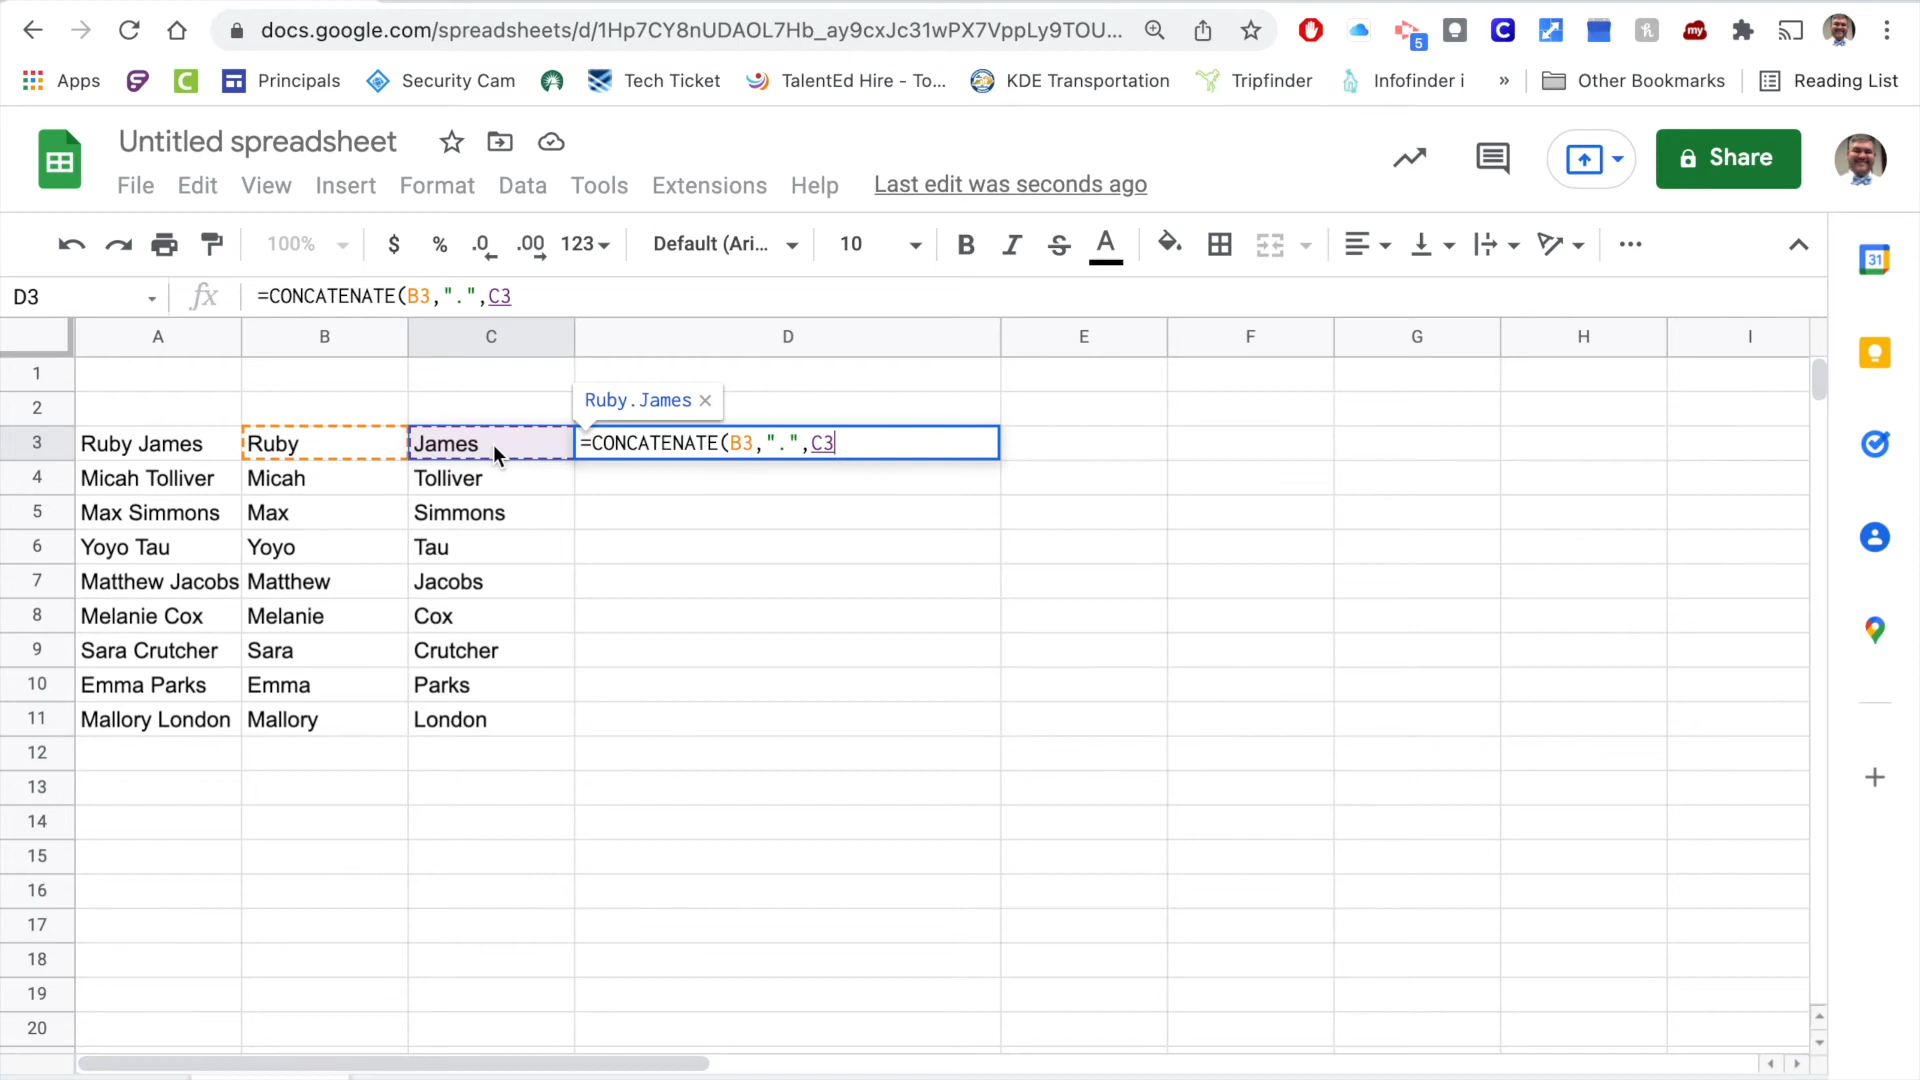 docs.google.com/spreadsheets/d/1Hp7CY8nUDAOL7Hb_ay9cxJc31wPX7VppLy9TOU...
5
C
h
my
Apps
C
Principals
Security Cam
Tech Ticket
TalentEd Hire - To...
KDE Transportation
Tripfinder
Infofinder i
»
Other Bookmarks
Reading List
Untitled spreadsheet
File Edit View Insert Format Data Tools Extensions Help Last edit was seconds ago
Share
100% $ % .0 .00 123 Default (Ari... 10 B I S A
31
D3 fx =CONCATENATE(B3,".",C3
A B C D E F G H I
1
2
Ruby.James ×
3 Ruby James Ruby James =CONCATENATE(B3,".",C3
4 Micah Tolliver Micah Tolliver
5 Max Simmons Max Simmons
6 Yoyo Tau Yoyo Tau
7 Matthew Jacobs Matthew Jacobs
8 Melanie Cox Melanie Cox
9 Sara Crutcher Sara Crutcher
10 Emma Parks Emma Parks
11 Mallory London Mallory London
12
13
14
15
16
17
18
19
20